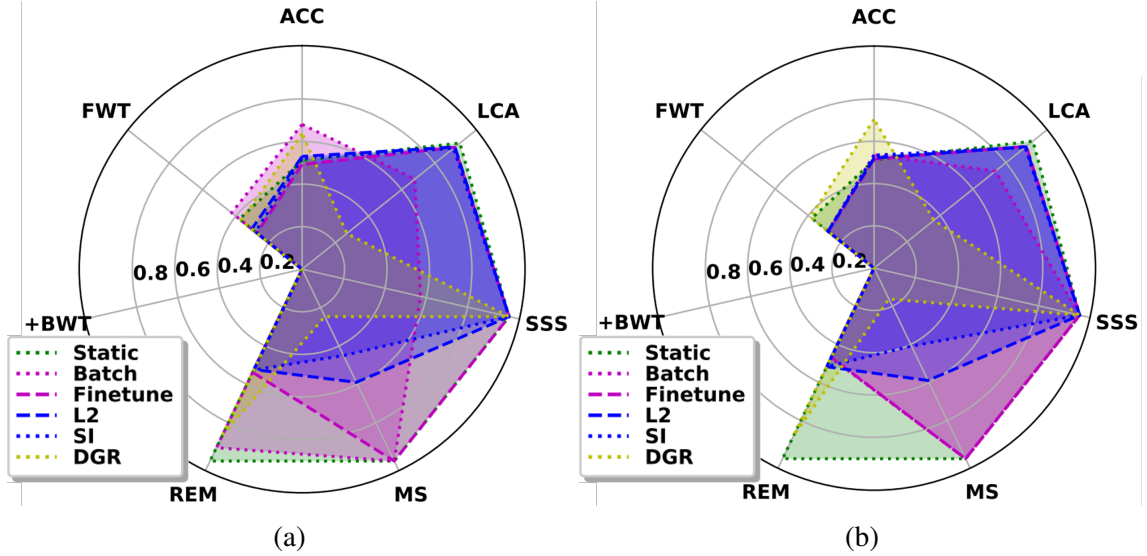 ACC
FWT
LCA
0.8 0.6 0.4 0.2
+BWT
SSS
Static
Batch
Finetune
L2
SI
DGR
REM
MS
(a)
ACC
FWT
LCA
0.8 0.6 0.4 0.2
+BWT
SSS
Static
Batch
Finetune
L2
SI
DGR
REM
MS
(b)